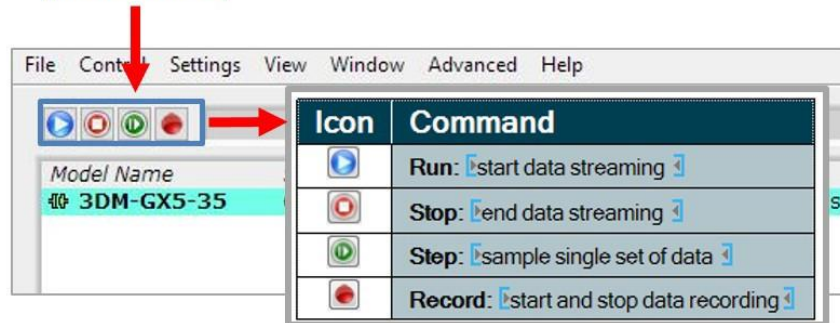 File Control Settings View Window Advanced Help
Icon Command
Run: start data streaming
Model Name
3DM-GX5-35
Stop: end data streaming
Step: sample single set of data
Record: start and stop data recording